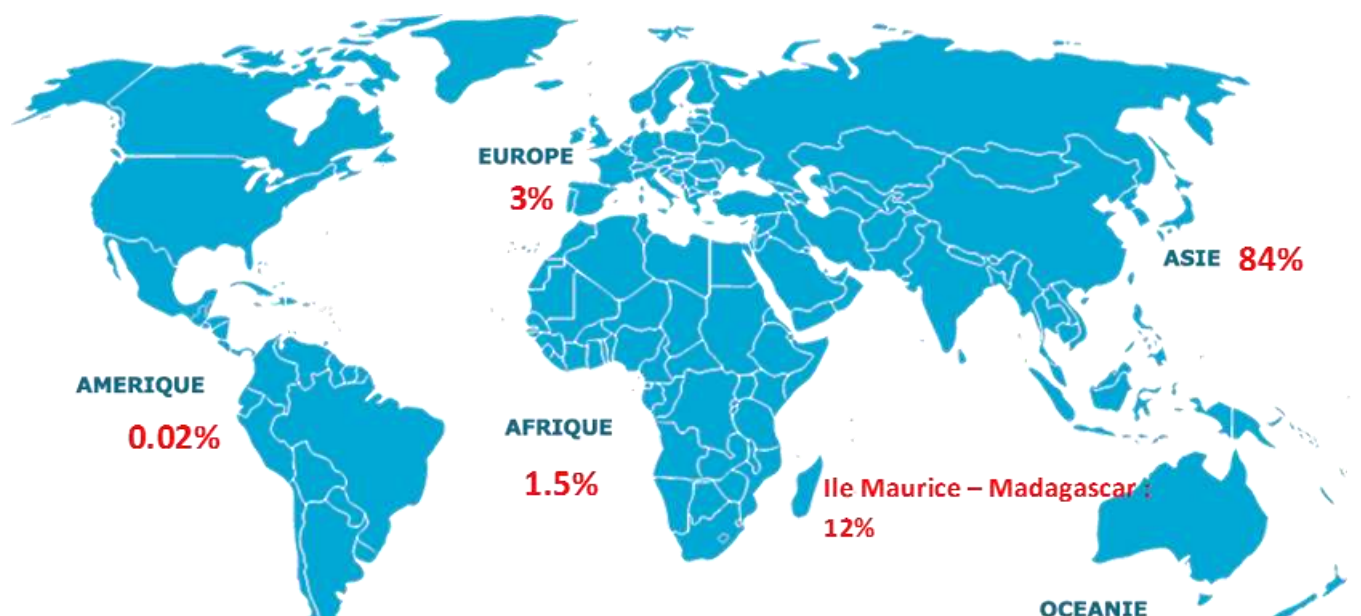 EUROPE
3%
ASIE 84%
AMERIQUE
0.02%
AFRIQUE
1.5%
Ile Maurice – Madagascar :
12%
OCEANIE